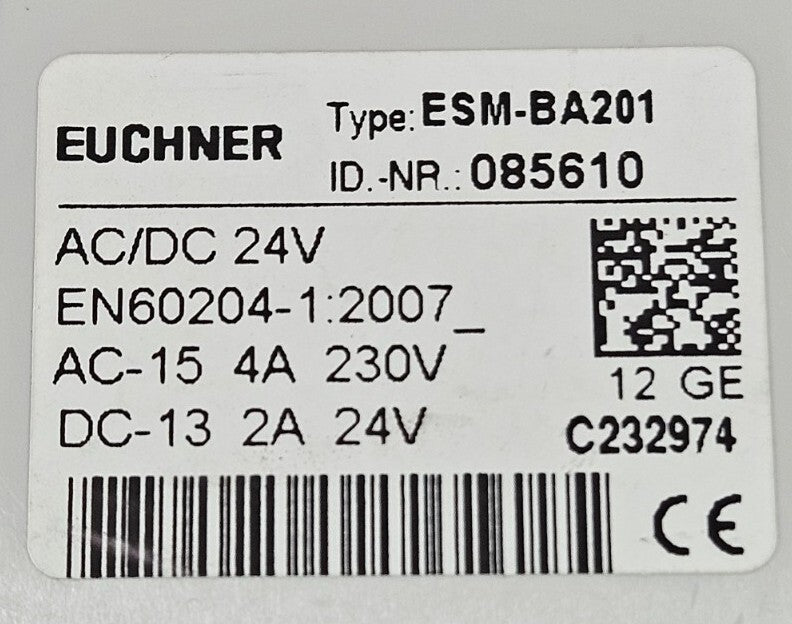 EUCHNER
Type: ESM-BA201
ID.-NR.: 085610
AC/DC 24V
EN60204-1:2007_
AC-15 4A 230V
DC-13 2A 24V
12 GE
C232974
CE